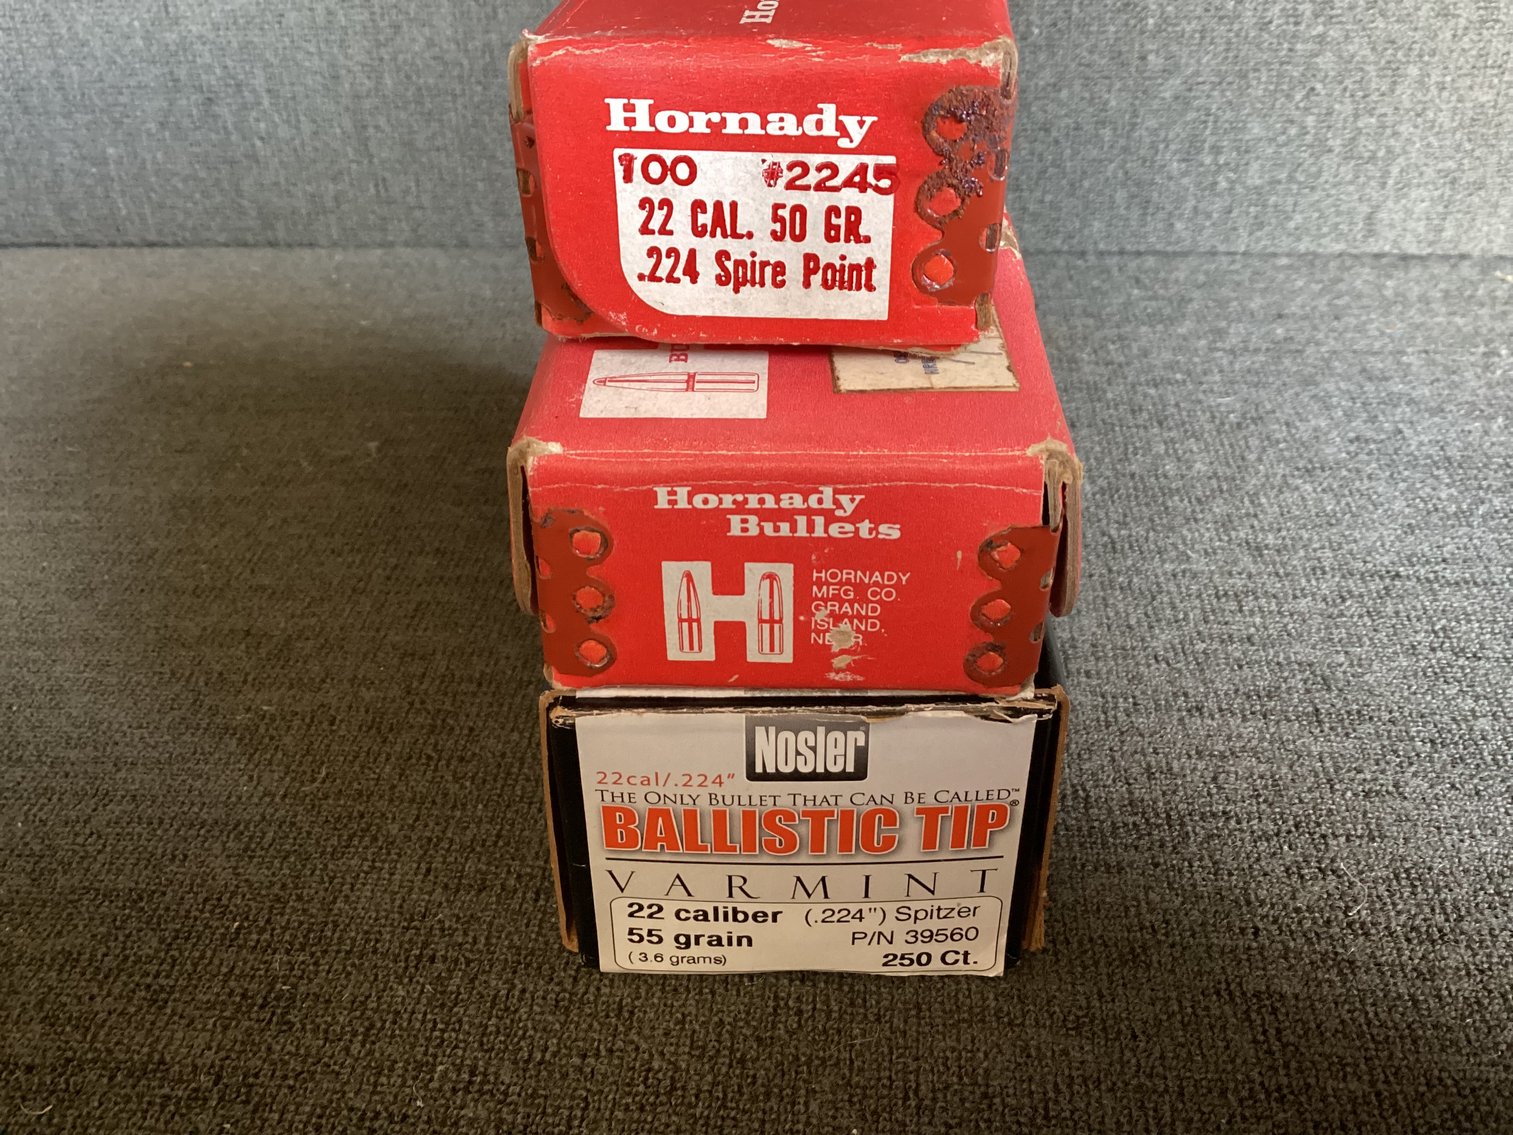 Ho
Hornady
100 #2245
22 CAL. 50 GR.
.224 Spire Point
Hornady
Bullets
HORNADY
MFG. CO.
GRAND
ISLAND,
Nosler
22cal/.224"
THE ONLY BULLET THAT CAN BE CALLED™
BALLISTIC TIP®
VARMINT
22 caliber (.224") Spitzer
55 grain P/N 39560
(3.6 grams) 250 Ct.